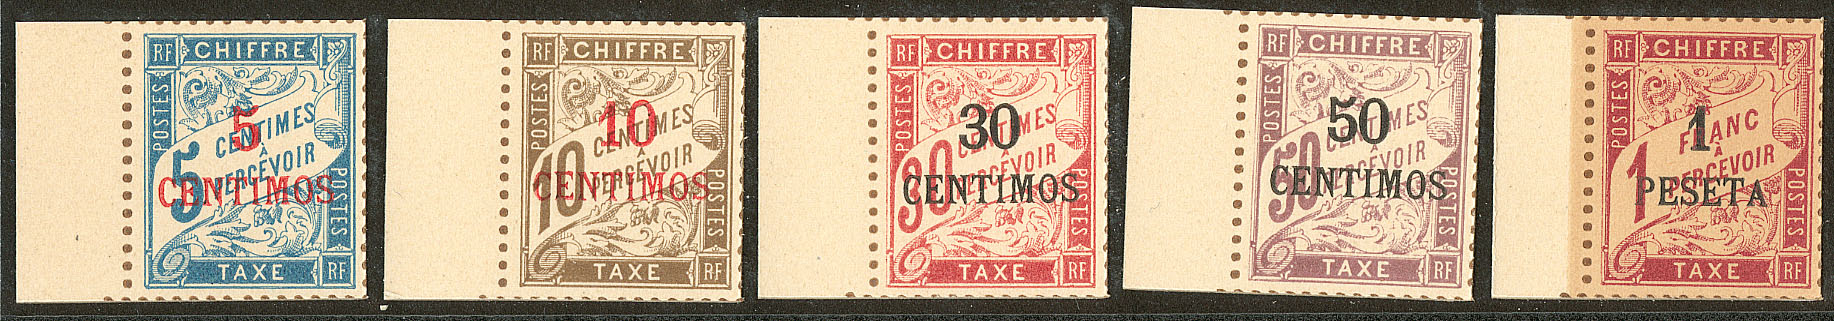 RF CHIFFRE
POSTES
5 CENTIMES
À
PERCEVOIR
5
CENTIMOS
POSTES
TAXE RF
RF CHIFFRE
POSTES
10 CENTIMES
À
PERCEVOIR
10
CENTIMOS
POSTES
TAXE RF
RF CHIFFRE
POSTES
30 CENTIMES
À
PERCEVOIR
30
CENTIMOS
POSTES
TAXE RF
RF CHIFFRE
POSTES
50 CENTIMES
À
PERCEVOIR
50
CENTIMOS
POSTES
TAXE RF
RF CHIFFRE
POSTES
1 FRANC
À
PERCEVOIR
1
PESETA
POSTES
TAXE RF